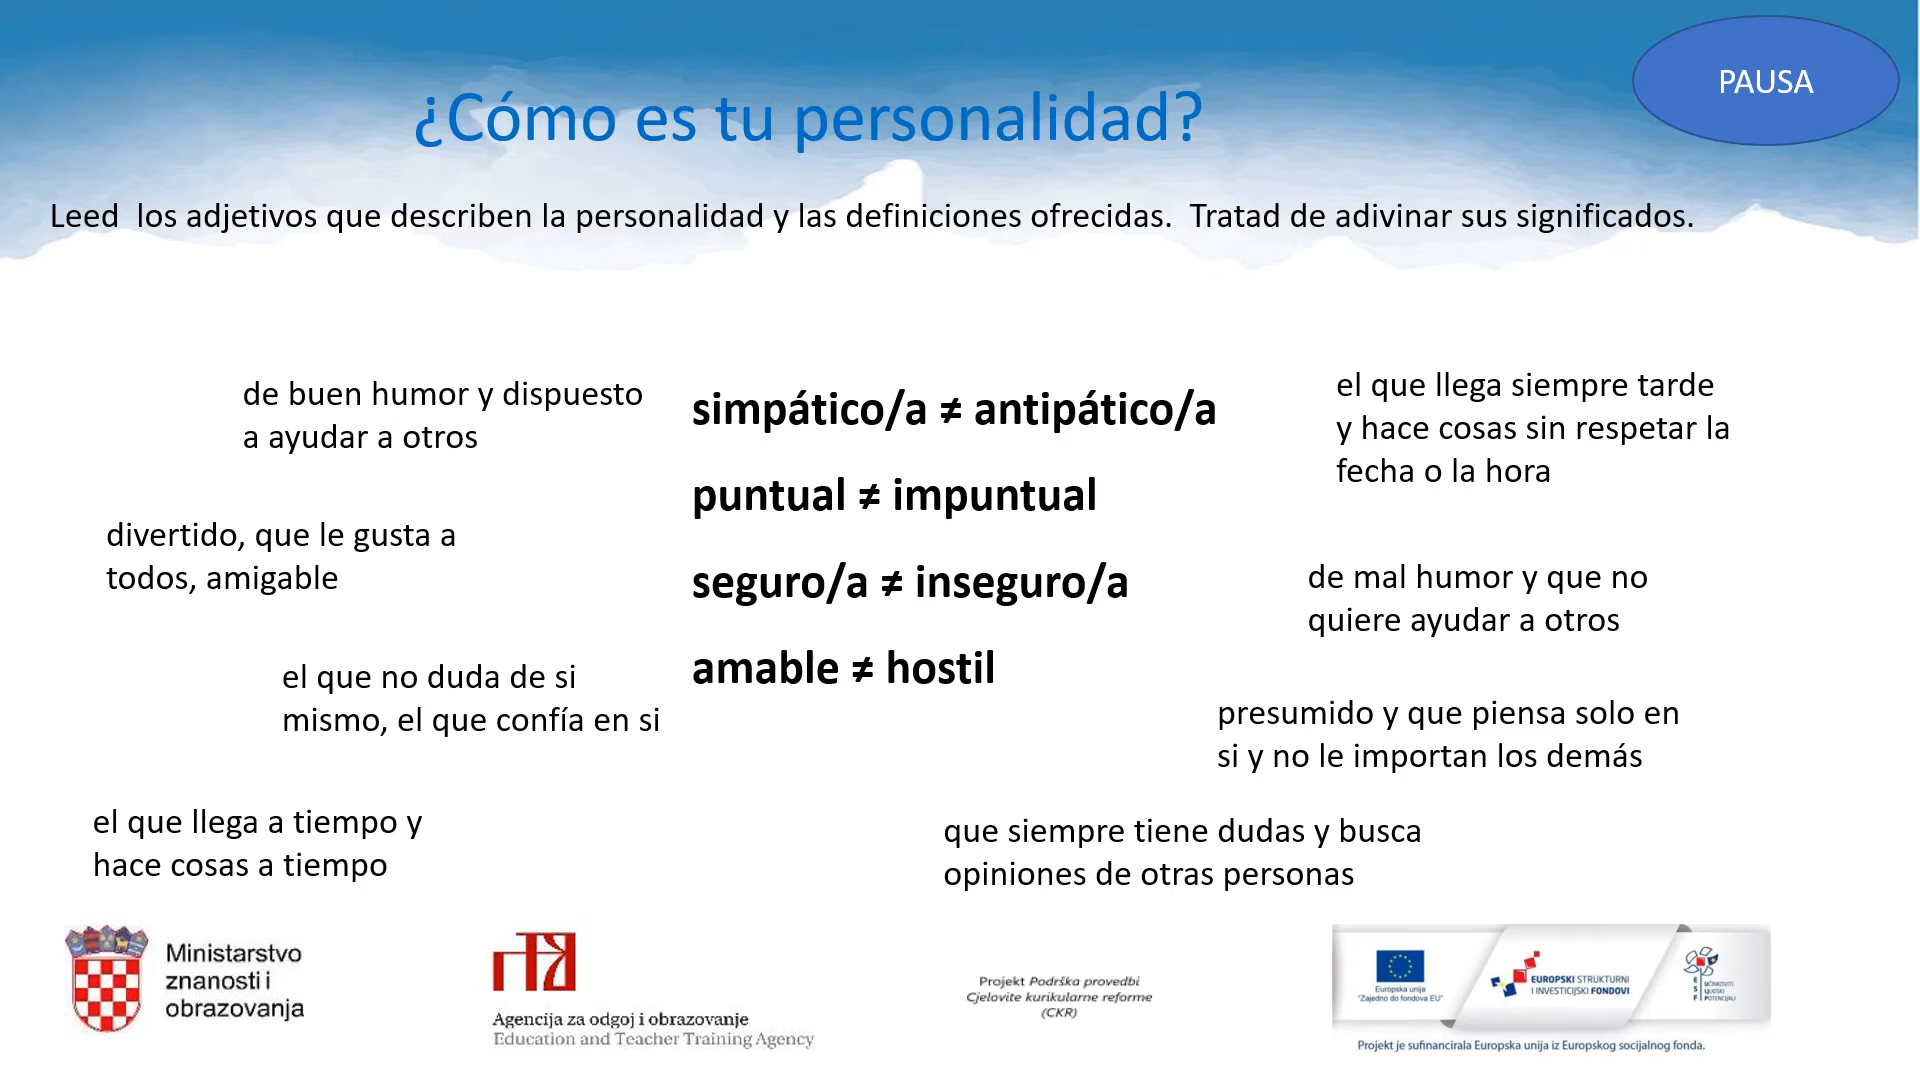 PAUSA
¿Cómo es tu personalidad?
Leed  los adjetivos que describen la personalidad y las definiciones ofrecidas.  Tratad de adivinar sus significados.
de buen humor y dispuesto
a ayudar a otros
divertido, que le gusta a
todos, amigable
el que no duda de si
mismo, el que confía en si
el que llega a tiempo y
hace cosas a tiempo
simpático/a ≠ antipático/a
puntual ≠ impuntual
seguro/a ≠ inseguro/a
amable ≠ hostil
el que llega siempre tarde
y hace cosas sin respetar la
fecha o la hora
de mal humor y que no
quiere ayudar a otros
presumido y que piensa solo en
si y no le importan los demás
que siempre tiene dudas y busca
opiniones de otras personas
Ministarstvo
znanosti i
obrazovanja
Agencija za odgoj i obrazovanje
Education and Teacher Training Agency
Projekt Podrška provedbi
Cjelovite kurikularne reforme
(CKR)
Europska unija
"Zajedno do fondova EU"
EUROPSKI STRUKTURNI
I INVESTICIJSKI FONDOVI
ESF
UČINKOVITI
LJUDSKI
POTENCIJALI
Projekt je sufinancirala Europska unija iz Europskog socijalnog fonda.